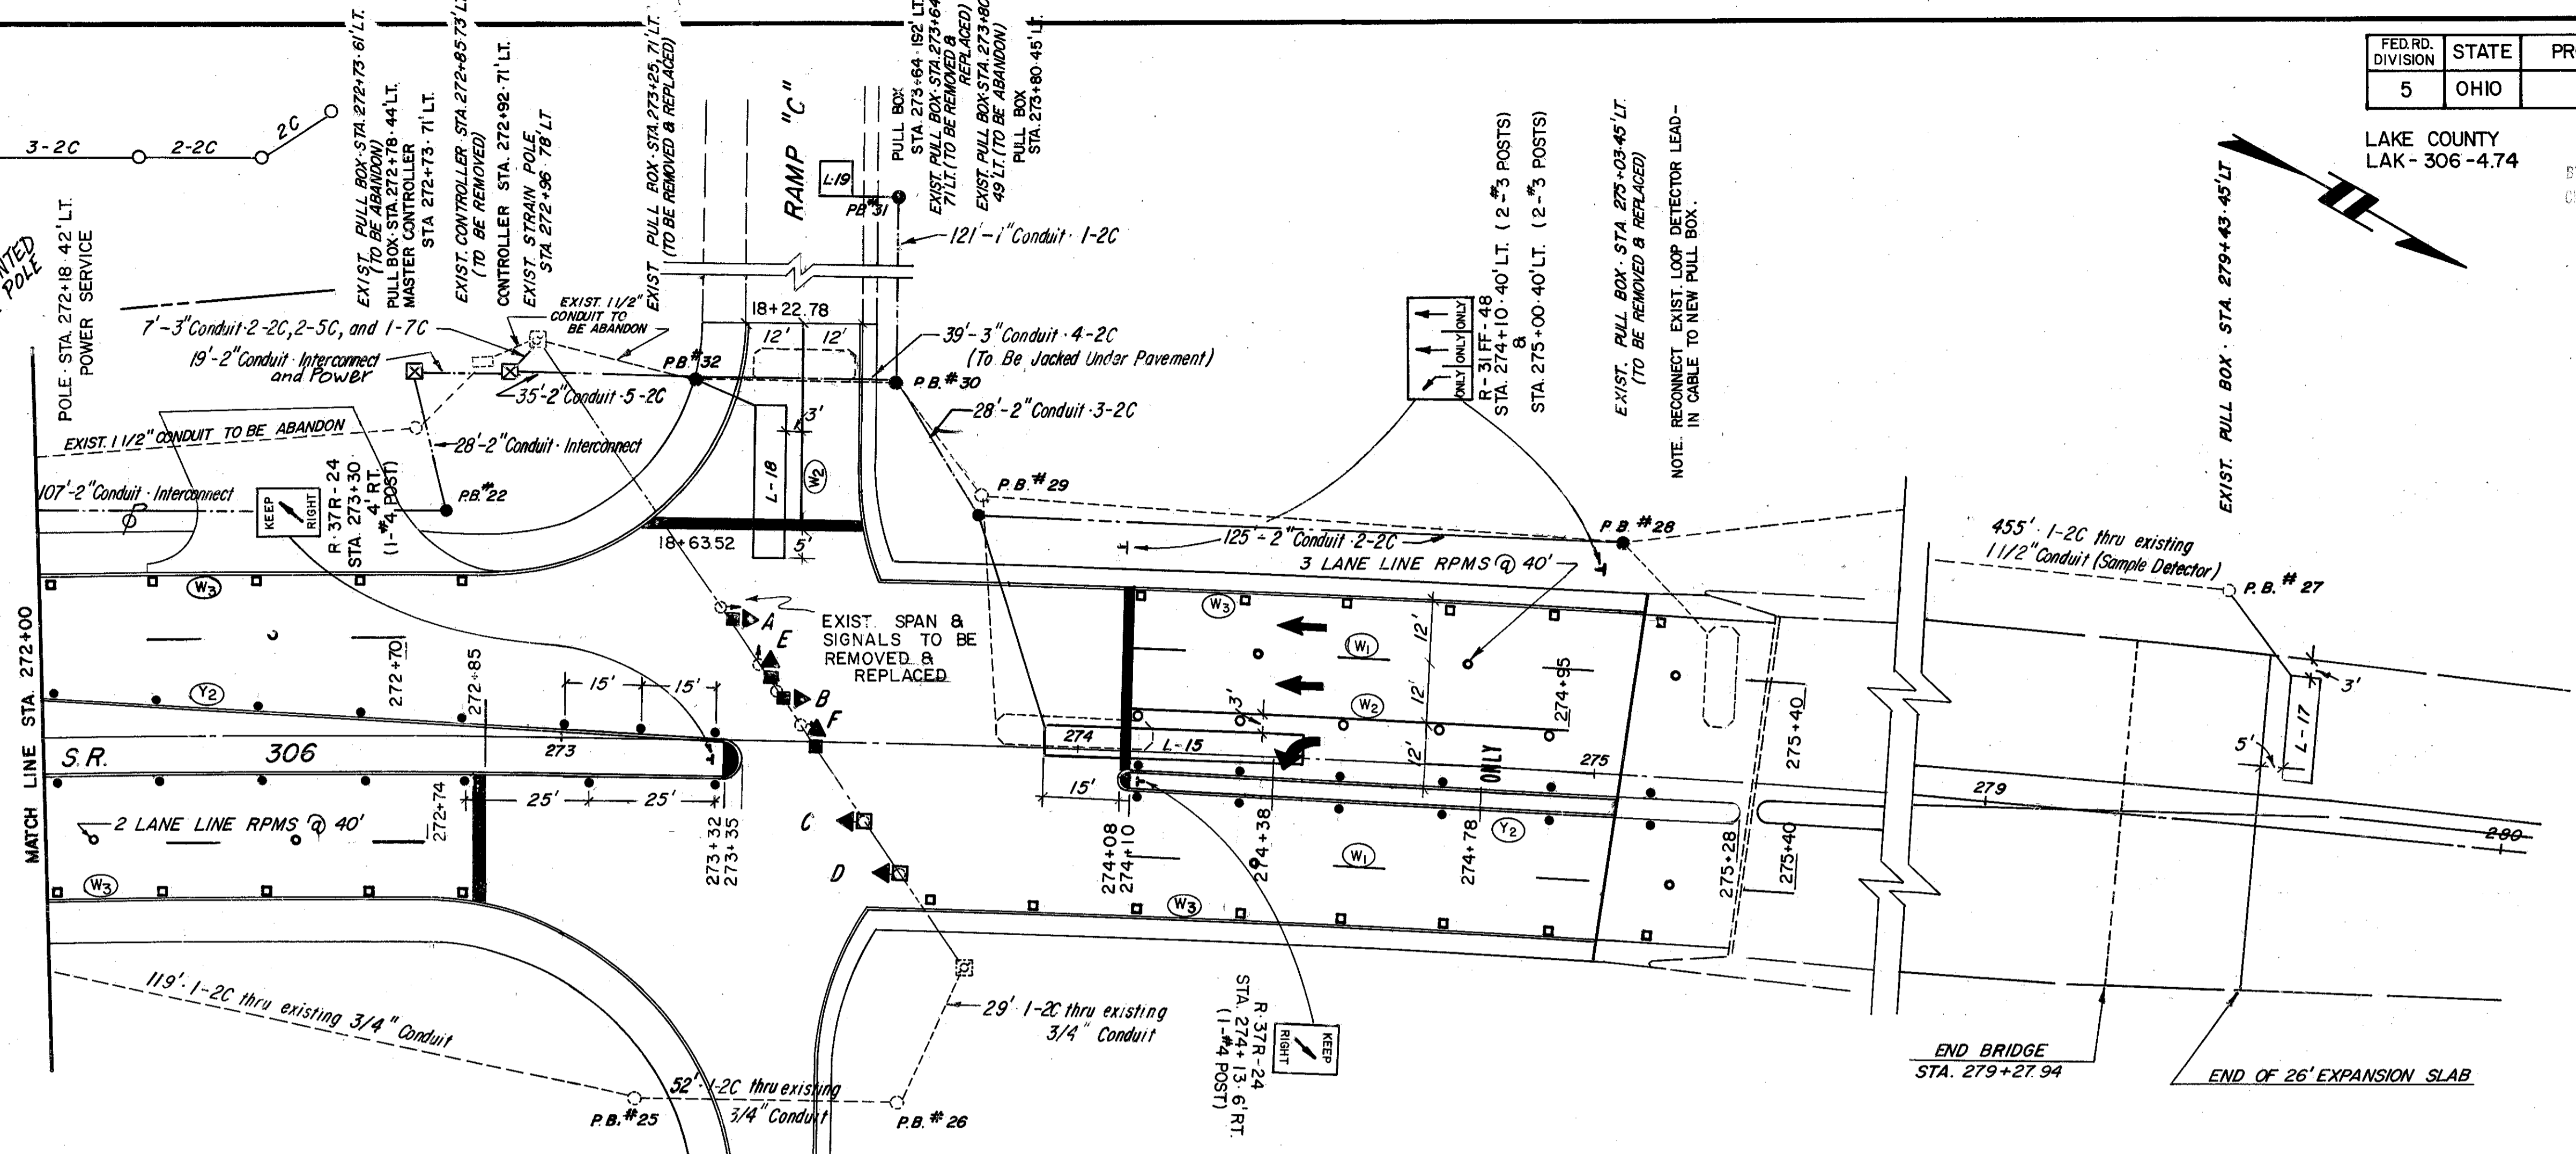 FED. RD. DIVISION
STATE
5
OHIO
LAKE COUNTY
LAK-306-4.74
3-2C
2-2C
2C
POLE
POLE · STA. 272+18 · 42' LT.
POWER SERVICE
EXIST. PULL BOX · STA. 272+73 · 61' LT.
(TO BE ABANDON)
PULL BOX · STA. 272+78 · 44' LT.
MASTER CONTROLLER
STA 272+73 · 71' LT.
EXIST. CONTROLLER · STA. 272+85 · 73' L
(TO BE REMOVED)
CONTROLLER STA. 272+92 · 71' LT.
EXIST. STRAIN POLE
STA. 272+96 · 78' LT
EXIST PULL BOX · STA. 273+25, 71' LT.
(TO BE REMOVED & REPLACED)
RAMP "C"
L-19
PB #31
PULL BOX
STA. 273+64 · 192' LT.
EXIST. PULL BOX · STA. 273+64
71' LT. (TO BE REMOVED &
REPLACED)
EXIST. PULL BOX · STA. 273+80
49' LT. (TO BE ABANDON)
PULL BOX
STA. 273+80 · 45' LT.
121'-1" Conduit · 1-2C
7'-3" Conduit · 2-2C, 2-5C, and 1-7C
19'-2" Conduit · Interconnect
and Power
EXIST. 1 1/2"
CONDUIT TO
BE ABANDON
P.B. #32
18+22.78
12'
12'
39'-3" Conduit · 4-2C
(To Be Jacked Under Pavement)
P.B. #30
35'-2" Conduit · 5-2C
28'-2" Conduit · 3-2C
EXIST. 1 1/2" CONDUIT TO BE ABANDON
28'-2" Conduit · Interconnect
107'-2" Conduit · Interconnect
P.B. #22
KEEP RIGHT
R-37R-24
STA. 273+30
4' RT.
(1-#4 POST)
L-18
3'
W2
18+63.52
5'
P.B. #29
ONLY ONLY ONLY
R-31FF-48
STA. 274+10 · 40' LT. (2-#3 POSTS)
&
STA. 275+00 · 40' LT. (2-#3 POSTS)
EXIST. PULL BOX · STA 275+03 · 45' LT.
(TO BE REMOVED & REPLACED)
NOTE. RECONNECT EXIST. LOOP DETECTOR LEAD-
IN CABLE TO NEW PULL BOX.
P.B. #28
125'-2" Conduit · 2-2C
3 LANE LINE RPMS @ 40'
EXIST. PULL BOX · STA. 279+43 · 45' LT
455' · 1-2C thru existing
1 1/2" Conduit (Sample Detector)
P.B. #27
MATCH LINE STA. 272+00
W3
Y2
272+70
272+85
15'
15'
S.R. 306
273
A
E
B
F
EXIST. SPAN &
SIGNALS TO BE
REMOVED &
REPLACED
W3
W1
12'
12'
12'
3'
W2
274+95
274
L-15
ONLY
275
275+40
15'
2 LANE LINE RPMS @ 40'
272+74
25'
25'
273+32
273+35
C
D
274+08
274+10
274+38
W1
274+78
Y2
275+28
275+40
W3
W3
279
280
3'
5'
L-17
119' · 1-2C thru existing 3/4" Conduit
52' · 1-2C thru existing
3/4" Conduit
P.B. #25
P.B. #26
29' · 1-2C thru existing
3/4" Conduit
R-37R-24
STA. 274+13 · 6' RT.
(1-#4 POST)
KEEP RIGHT
END BRIDGE
STA. 279+27.94
END OF 26' EXPANSION SLAB